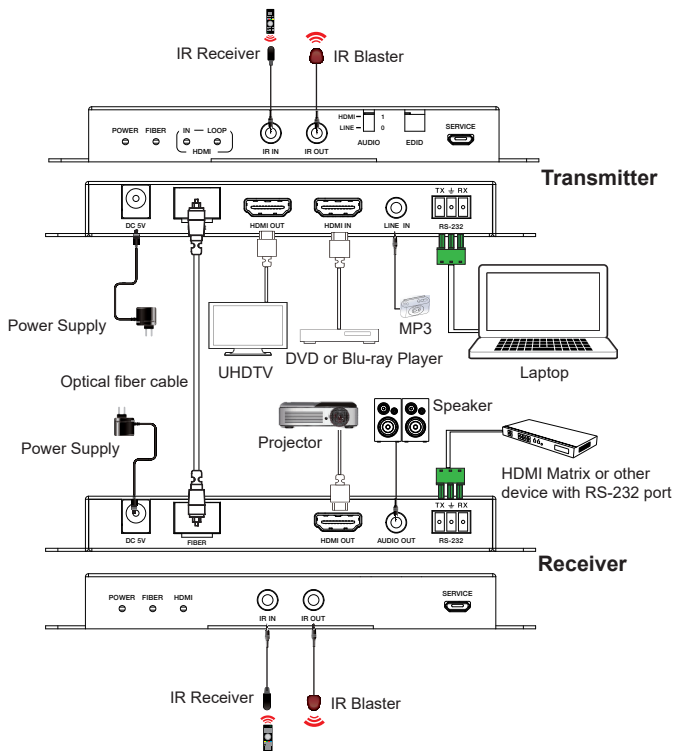 IR Receiver
IR Blaster
POWER FIBER IN LOOP
HDMI
IR IN IR OUT
HDMI 1
LINE 0
AUDIO EDID
SERVICE
Transmitter
DC 5V
HDMI OUT HDMI IN LINE IN
TX RX
RS-232
Power Supply
UHDTV
DVD or Blu-ray Player
MP3
Laptop
Optical fiber cable
Power Supply
Projector
Speaker
HDMI Matrix or other
device with RS-232 port
DC 5V FIBER HDMI OUT AUDIO OUT
TX RX
RS-232
Receiver
POWER FIBER HDMI
IR IN IR OUT
SERVICE
IR Receiver
IR Blaster